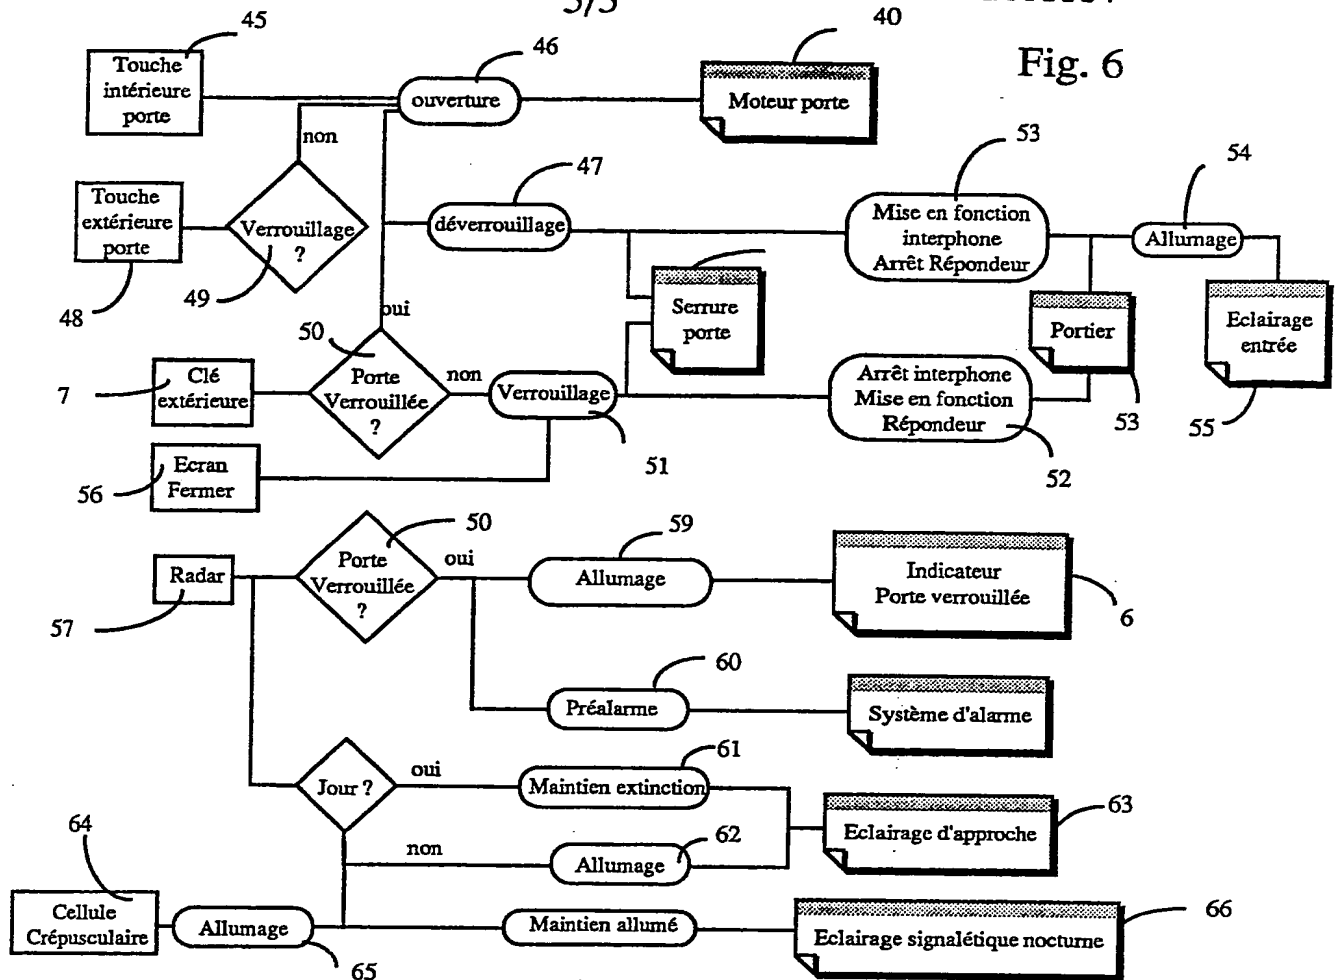 5/5
Fig. 6
45
46
40
Touche
intérieure
porte
ouverture
Moteur porte
non
47
53
54
Touche
extérieure
porte
Verrouillage
?
déverrouillage
Mise en fonction
interphone
Arrêt Répondeur
Allumage
48
49
oui
Serrure
porte
Portier
Eclairage
entrée
50
7
Clé
extérieure
Porte
Verrouillée
?
non
Verrouillage
Arrêt interphone
Mise en fonction
Répondeur
53
55
51
52
56
Ecran
Fermer
50
59
Radar
Porte
Verrouillée
?
oui
Allumage
Indicateur
Porte verrouillée
57
6
60
Préalarme
Système d'alarme
61
Jour ?
oui
Maintien extinction
63
64
non
62
Allumage
Eclairage d'approche
Cellule
Crépusculaire
Allumage
Maintien allumé
Eclairage signalétique nocturne
66
65